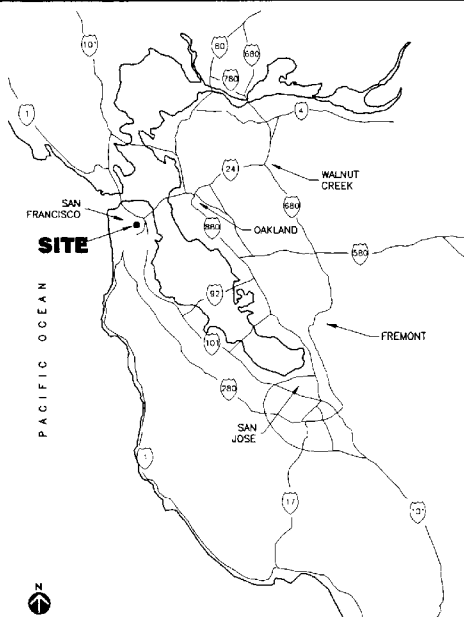 101
80
680
780
1
4
24
WALNUT
CREEK
SAN
FRANCISCO
SITE
880
OAKLAND
680
580
92
PACIFIC OCEAN
101
FREMONT
280
SAN
JOSE
1
17
101
N